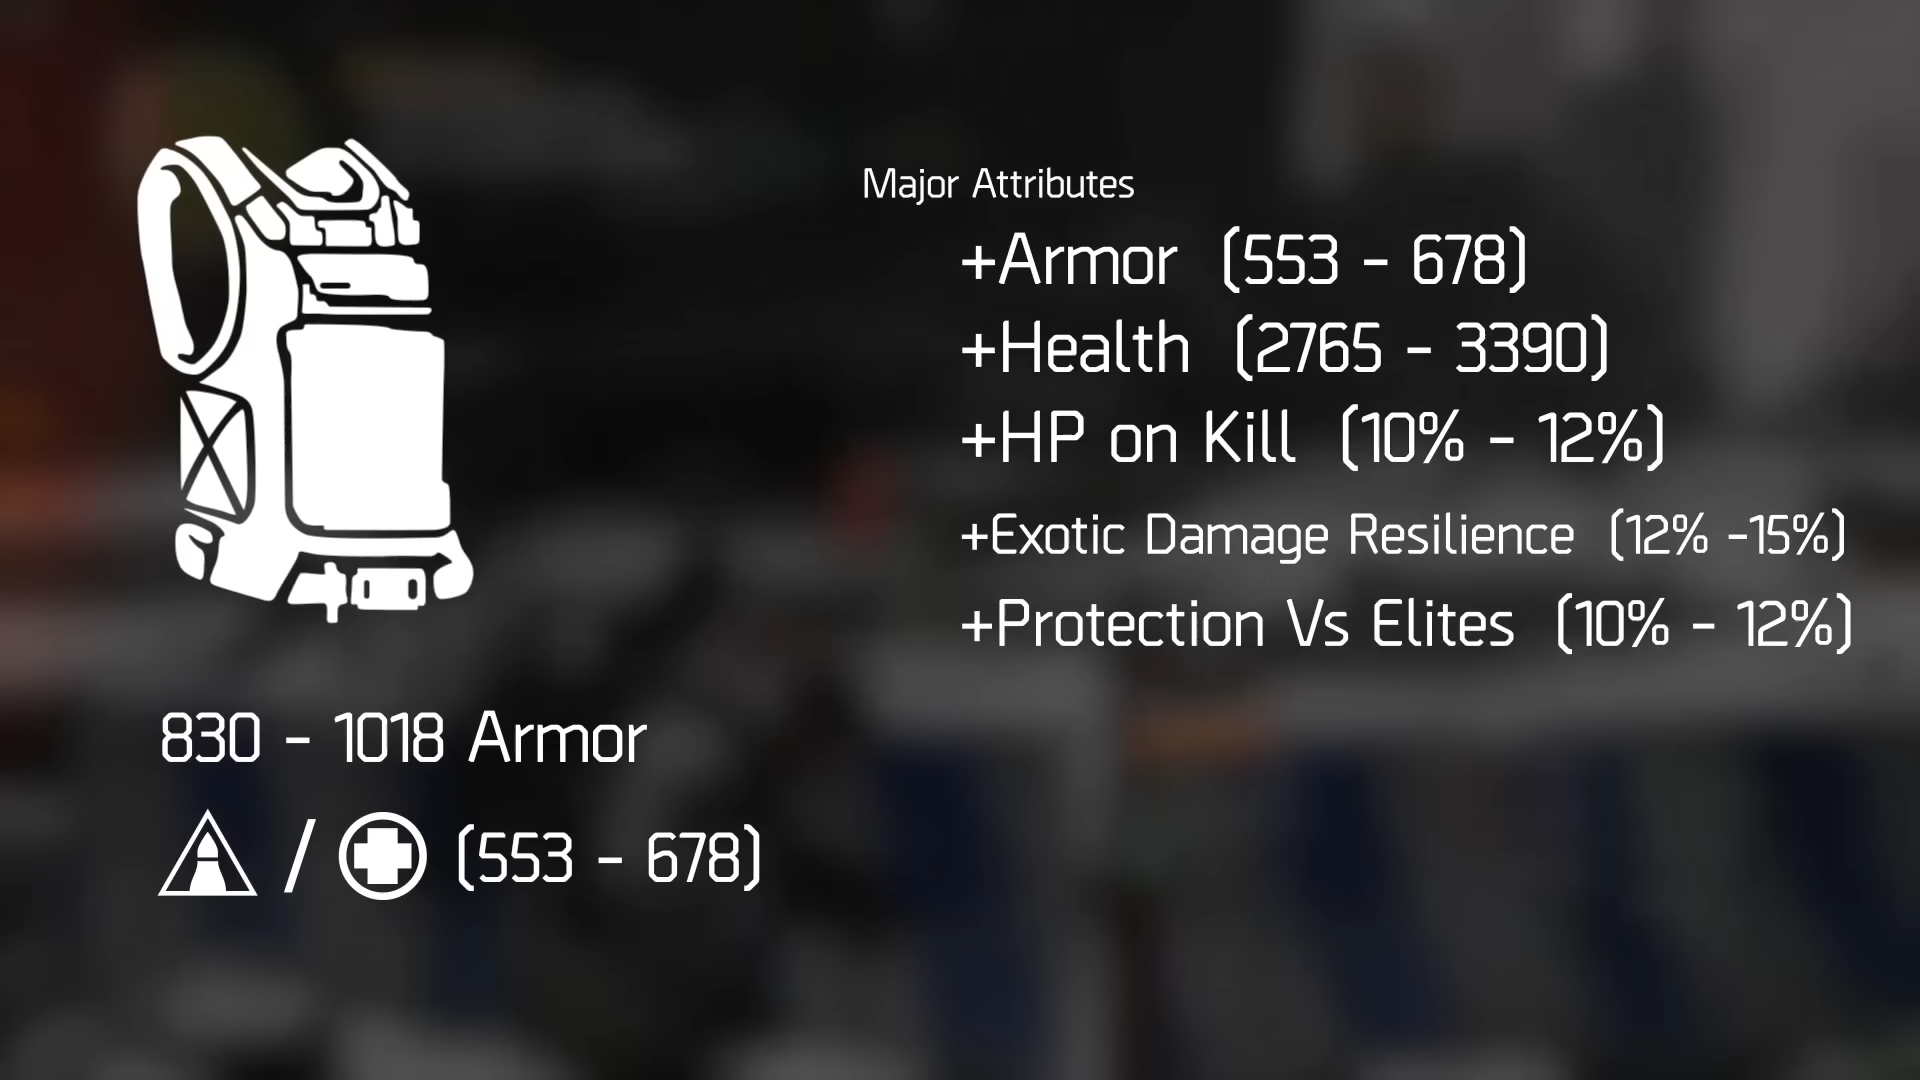 Major Attributes
+Armor (553 - 678)
+Health (2765 - 3390)
+HP on Kill (10% - 12%)
+Exotic Damage Resilience (12% -15%)
+Protection Vs Elites (10% - 12%)
830 - 1018 Armor
/ (553 - 678)